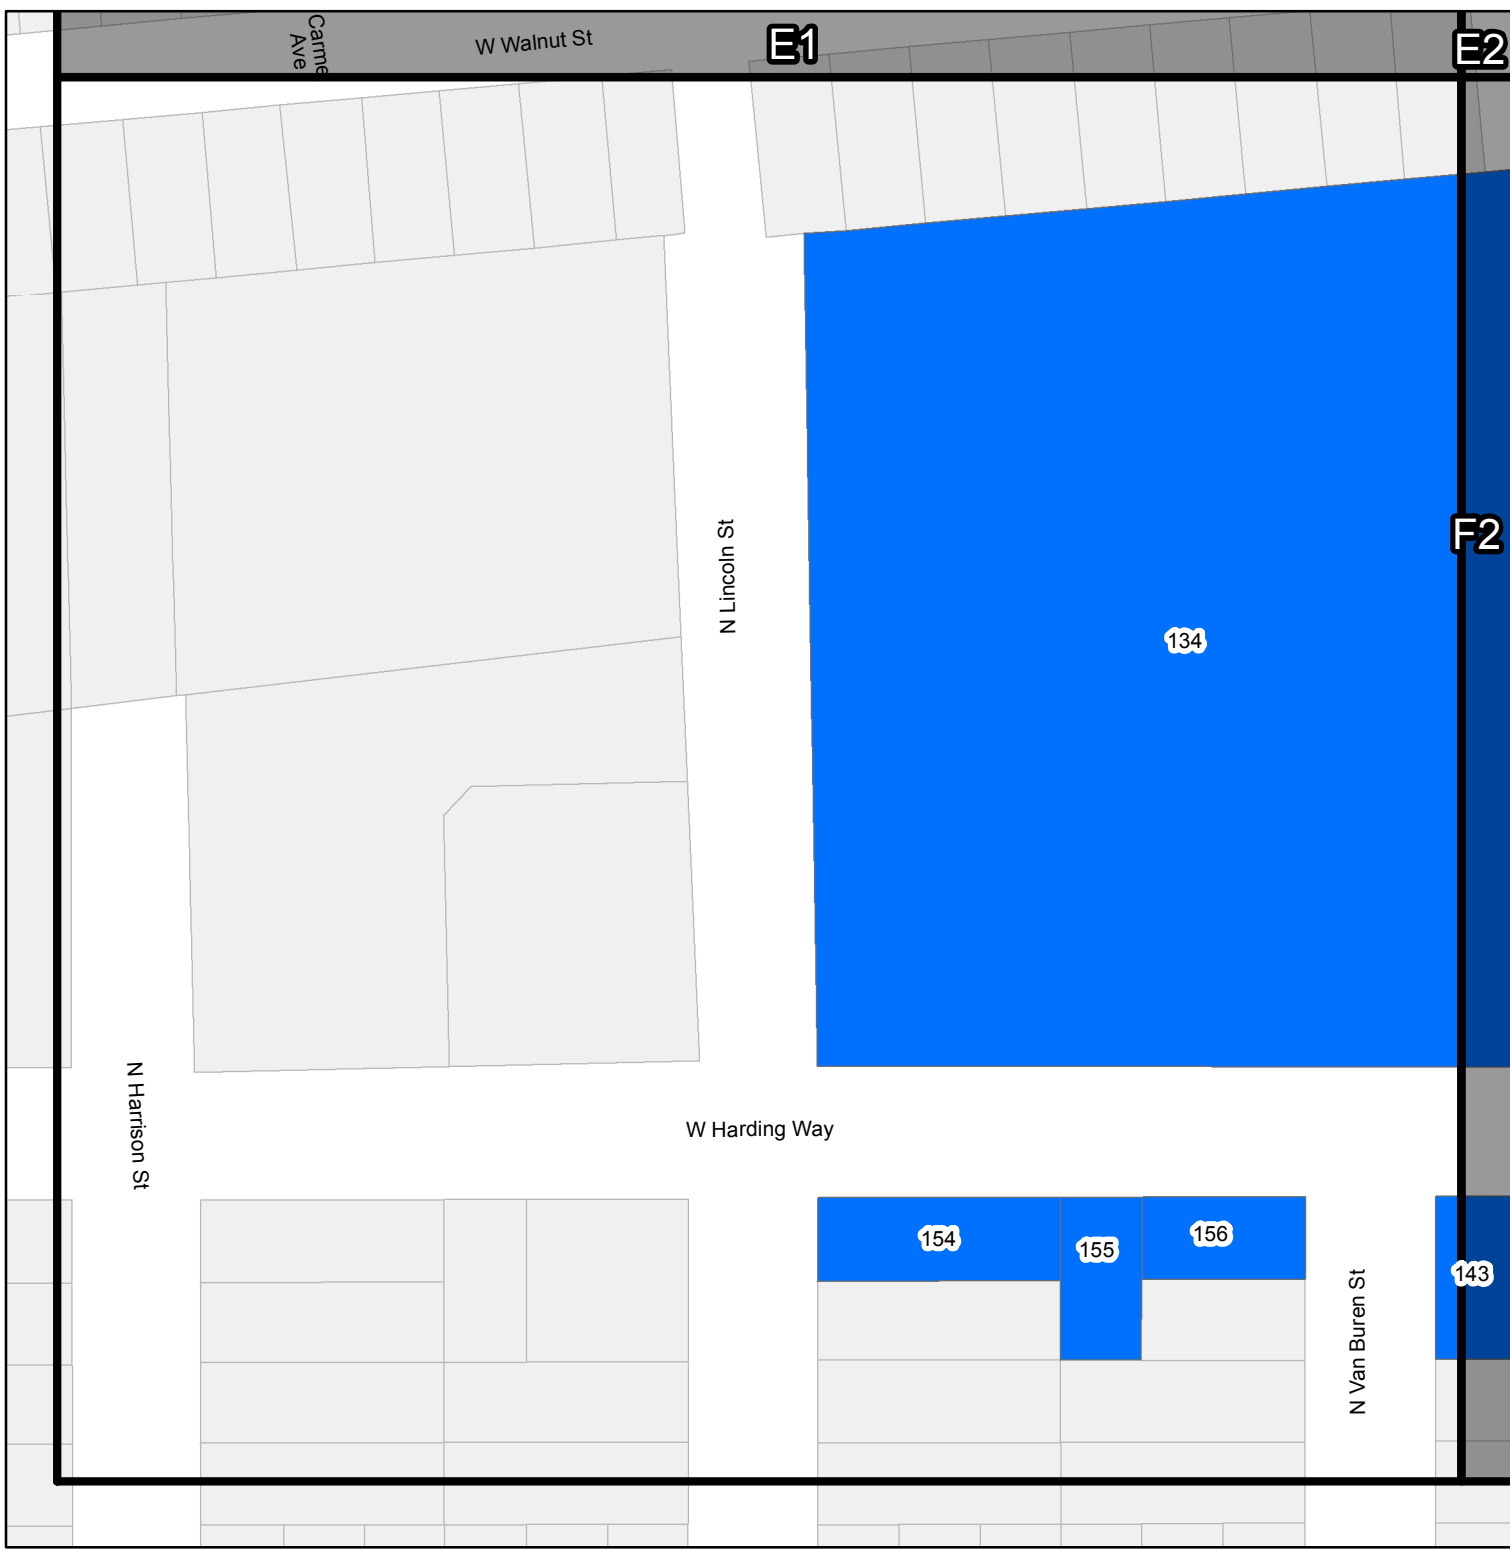 Carme
Ave
W Walnut St
E1
E2
N Lincoln St
F2
134
N Harrison St
W Harding Way
154
155
156
143
N Van Buren St